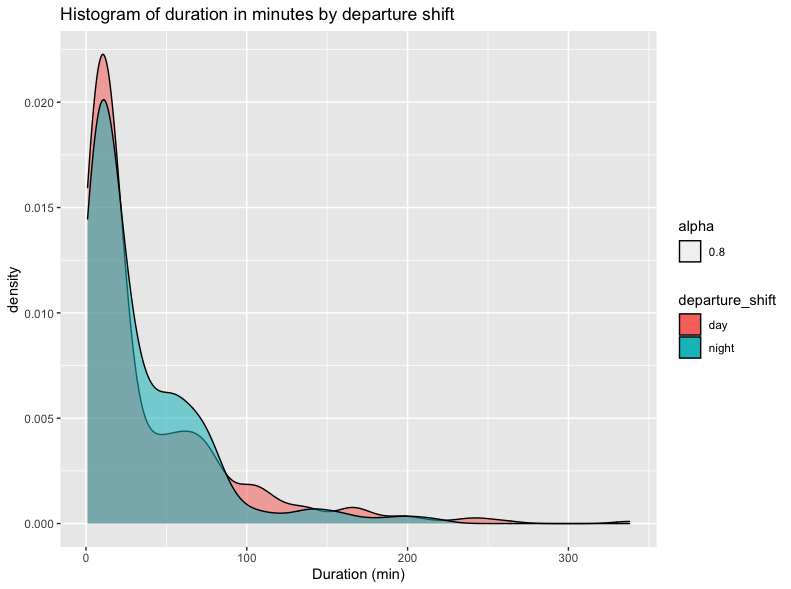 Histogram of duration in minutes by departure shift
density
0.020
0.015
0.010
0.005
0.000
0
100
200
300
Duration (min)
alpha
0.8
departure_shift
day
night